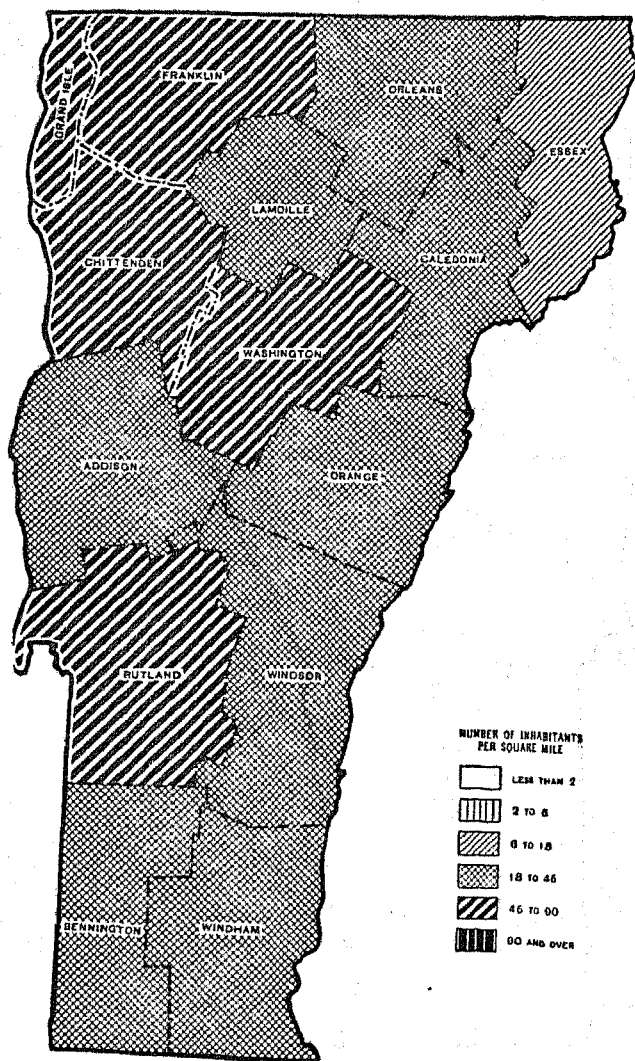 FRANKLIN
GRAND ISLE
ORLEANS
ESSEX
LAMOILLE
CHITTENDEN
CALEDONIA
WASHINGTON
ADDISON
ORANGE
RUTLAND
WINDSOR
BENNINGTON
WINDHAM
NUMBER OF INHABITANTS
PER SQUARE MILE
LESS THAN 2
2 TO 6
6 TO 18
18 TO 45
45 TO 90
90 AND OVER